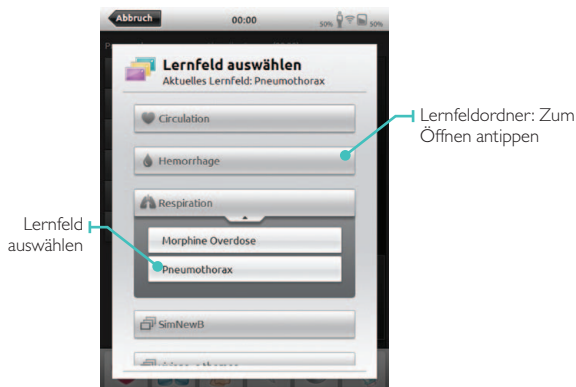 Abbruch
00:00
50%
50%
Lernfeld auswählen
Aktuelles Lernfeld: Pneumothorax
Circulation
Lernfeldordner: Zum
Öffnen antippen
Hemorrhage
Respiration
Lernfeld
auswählen
Morphine Overdose
Pneumothorax
SimNewB